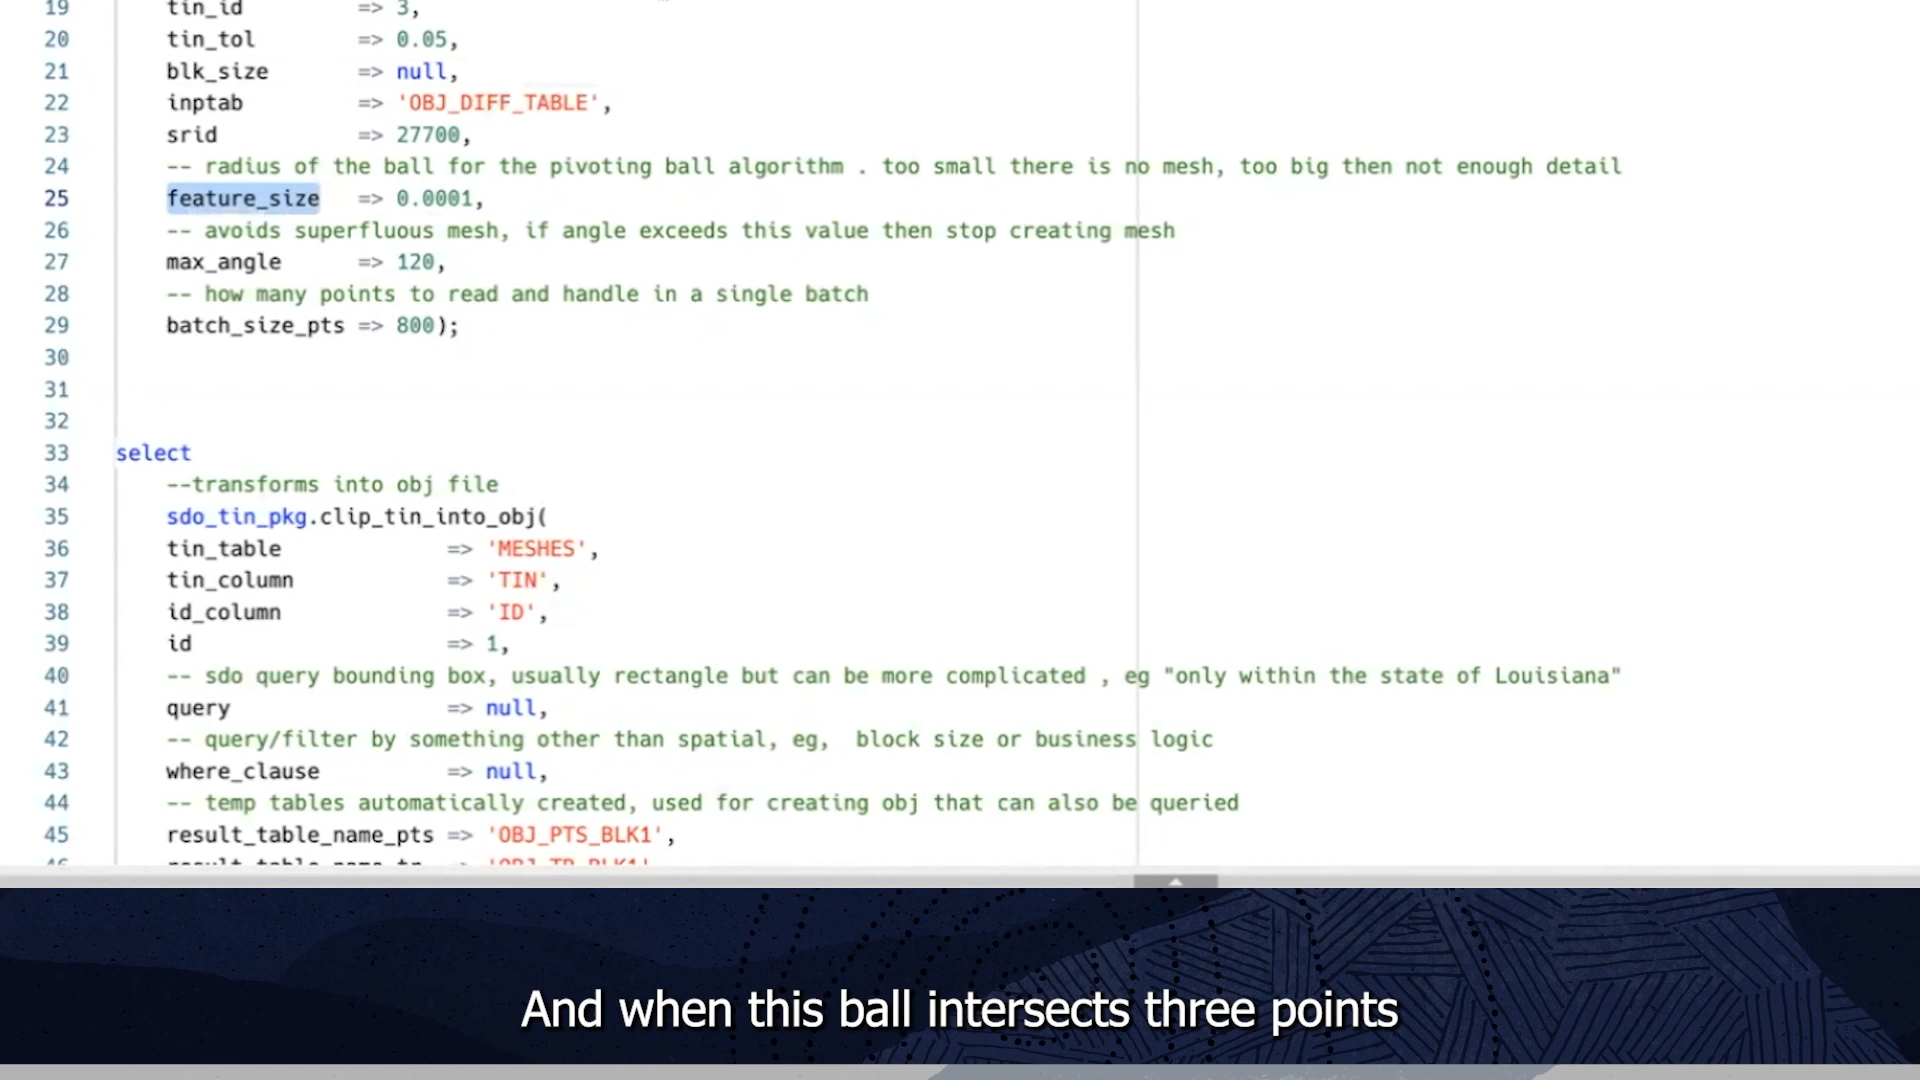 19 tin_id => 3,
20 tin_tol => 0.05,
21 blk_size => null,
22 inptab => 'OBJ_DIFF_TABLE',
23 srid => 27700,
24 -- radius of the ball for the pivoting ball algorithm . too small there is no mesh, too big then not enough detail
25 feature_size => 0.0001,
26 -- avoids superfluous mesh, if angle exceeds this value then stop creating mesh
27 max_angle => 120,
28 -- how many points to read and handle in a single batch
29 batch_size_pts => 800);
30
31
32
33 select
34 --transforms into obj file
35 sdo_tin_pkg.clip_tin_into_obj(
36 tin_table => 'MESHES',
37 tin_column => 'TIN',
38 id_column => 'ID',
39 id => 1,
40 -- sdo query bounding box, usually rectangle but can be more complicated , eg "only within the state of Louisiana"
41 query => null,
42 -- query/filter by something other than spatial, eg, block size or business logic
43 where_clause => null,
44 -- temp tables automatically created, used for creating obj that can also be queried
45 result_table_name_pts => 'OBJ_PTS_BLK1',
And when this ball intersects three points